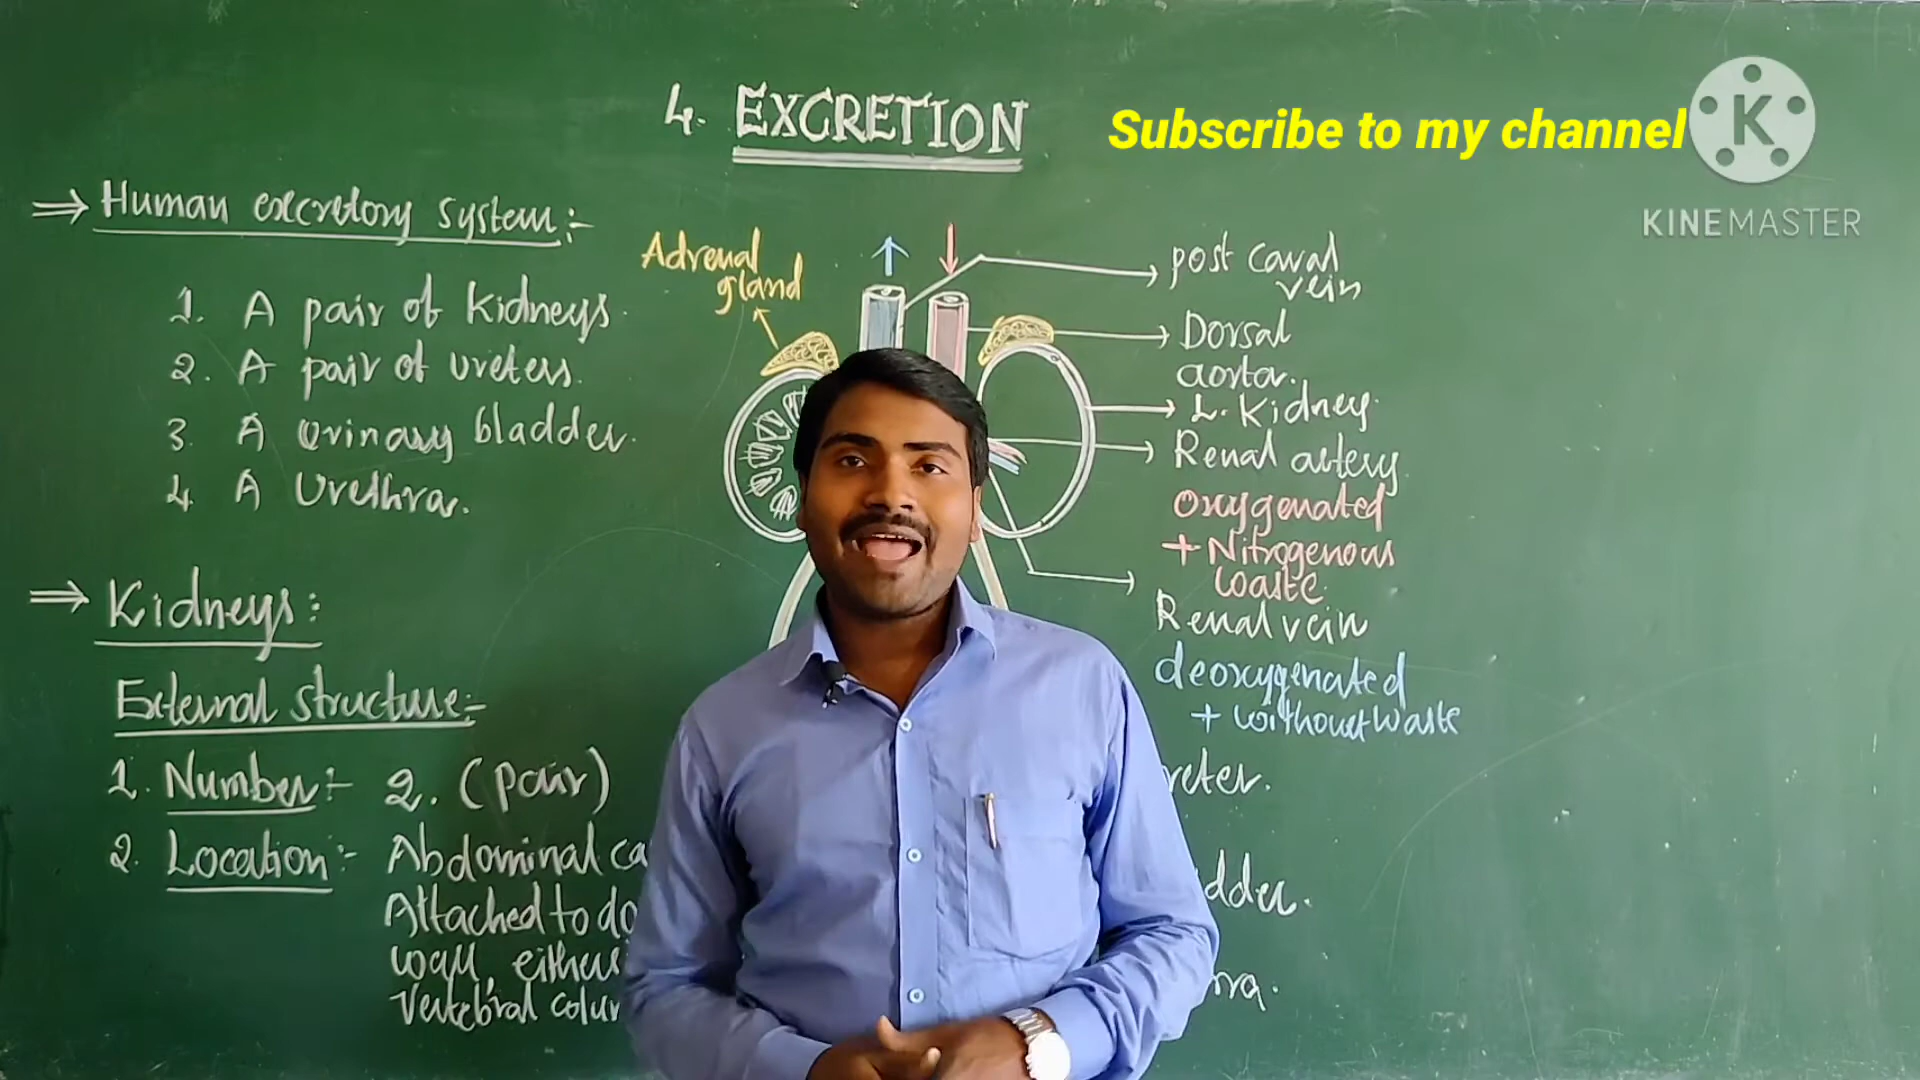 4. EXCRETION
Subscribe to my channel
K
KINEMASTER
⇒ Human excretory system:-
1. A pair of kidneys.
2. A pair of ureters.
3. A urinary bladder.
4. A Urethra.
⇒ Kidneys:
External structure:-
1. Number:- 2. (pair)
2. Location:- Abdominal ca
Attached to do
wall, either
Vertebral colu
Adrenal
gland
post caval
vein
Dorsal
aorta.
L. Kidney.
Renal artery
oxygenated
+ Nitrogenous
waste.
Renal vein
deoxygenated
+ without waste
reter.
dder.
ra.